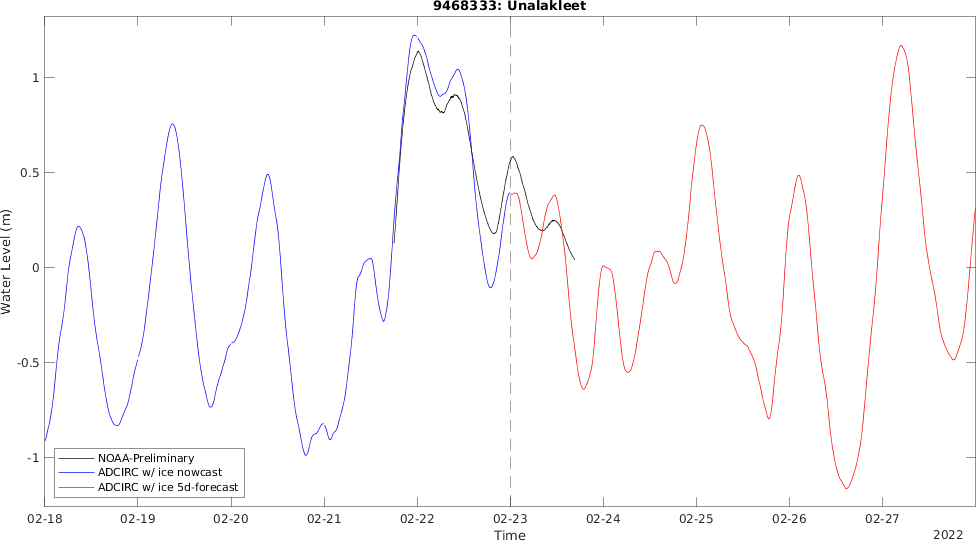 9468333: Unalakleet
Water Level (m)
1
0.5
0
-0.5
-1
NOAA-Preliminary
ADCIRC w/ ice nowcast
ADCIRC w/ ice 5d-forecast
02-18 02-19 02-20 02-21 02-22 02-23 02-24 02-25 02-26 02-27
Time
2022